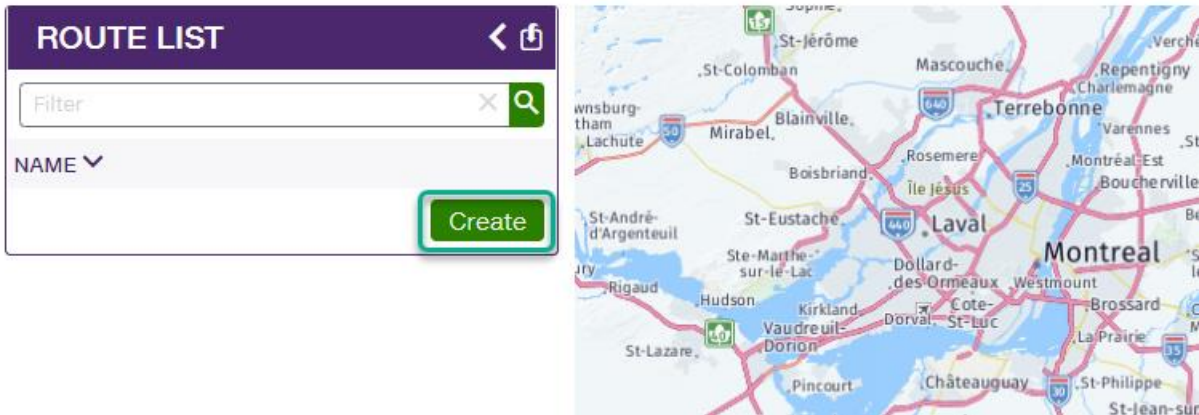 ROUTE LIST
Filter
NAME
Create
15
St-Jérôme
St-Colomban
Mascouche
Repentigny
Charlemagne
640
Terrebonne
Lachute
50
Mirabel
Blainville
Varennes
Rosemere
Montréal-Est
Boisbriand
Île Jésus
25
Boucherville
St-André-
d'Argenteuil
St-Eustache
440
Laval
Ste-Marthe-
sur-le-Lac
Montreal
Dollard-
des Ormeaux
Westmount
Rigaud
Hudson
Kirkland
Dorval
Cote-
St-Luc
Brossard
40
Vaudreuil-
Dorion
La Prairie
35
St-Lazare
Pincourt
Châteauguay
30
St-Philippe